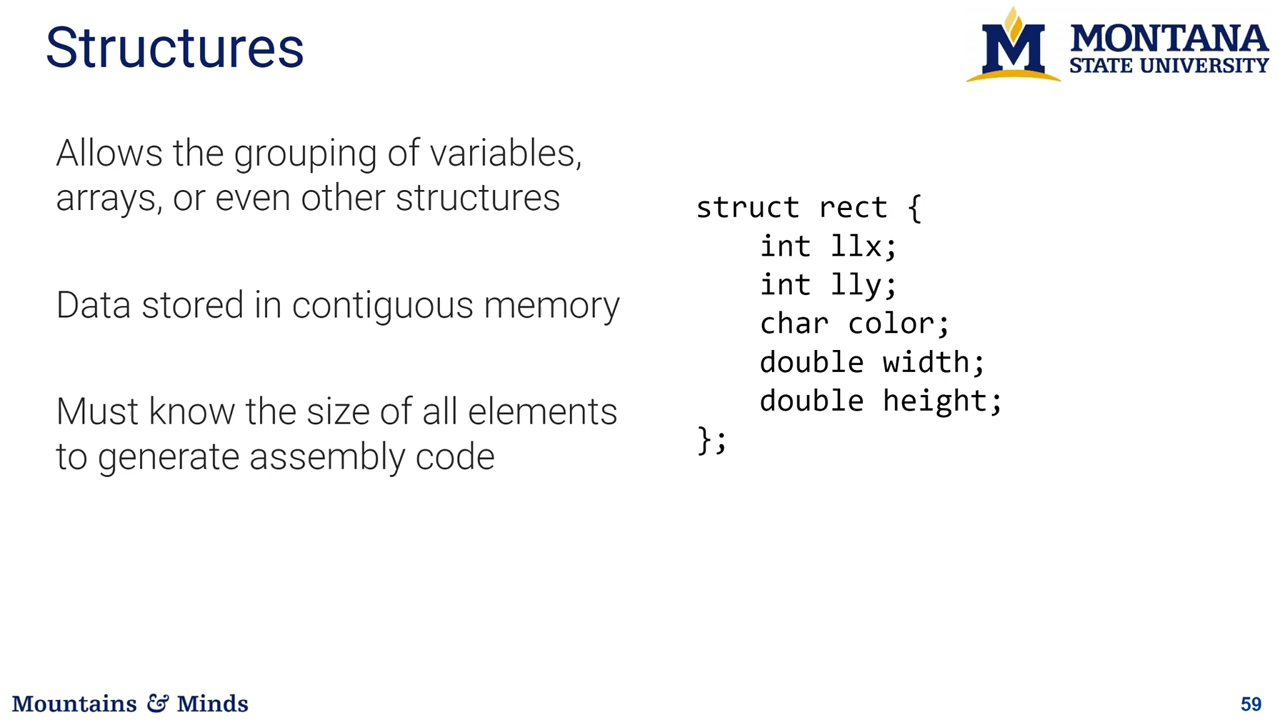 Structures
MONTANA
STATE UNIVERSITY
Allows the grouping of variables,
arrays, or even other structures
Data stored in contiguous memory
Must know the size of all elements
to generate assembly code
struct rect {
    int llx;
    int lly;
    char color;
    double width;
    double height;
};
Mountains & Minds
59